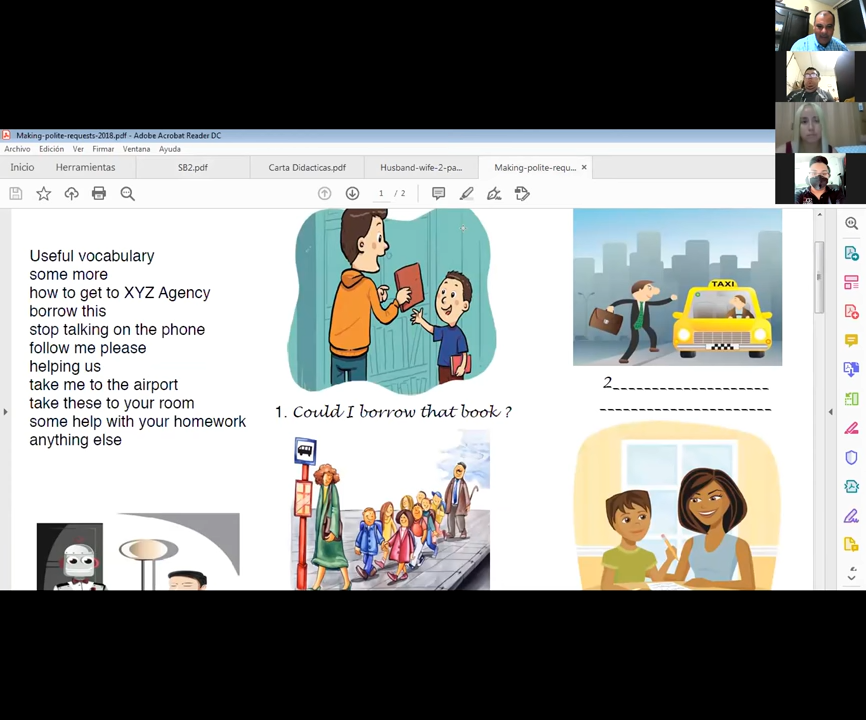 Making-polite-requests-2018.pdf - Adobe Acrobat Reader DC
Archivo Edición Ver Firmar Ventana Ayuda
Inicio Herramientas SB2.pdf Carta Didacticas.pdf Husband-wife-2-pa... Making-polite-requ... ×
1 / 2
Useful vocabulary
some more
how to get to XYZ Agency
borrow this
stop talking on the phone
follow me please
helping us
take me to the airport
take these to your room
some help with your homework
anything else
TAXI
1. Could I borrow that book ?
2___________________
____________________